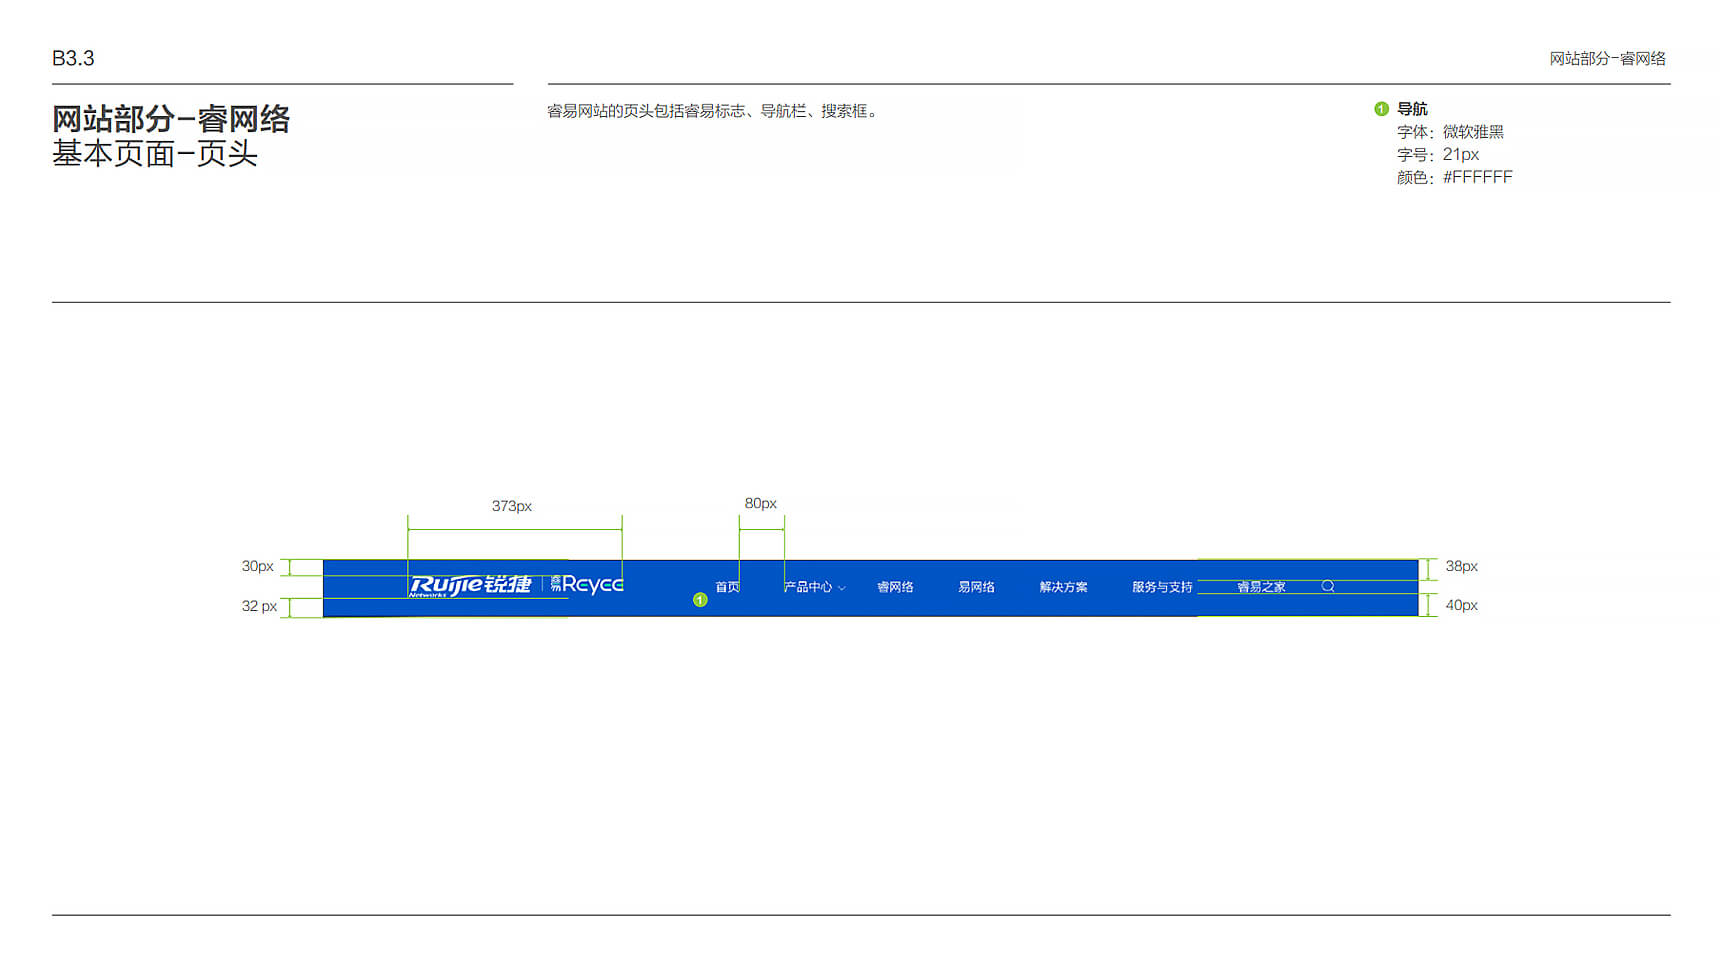 B3.3
网站部分-睿网络
网站部分-睿网络
基本页面-页头
睿易网站的页头包括睿易标志、导航栏、搜索框。
1 导航
字体：微软雅黑
字号：21px
颜色：#FFFFFF
373px
80px
30px
38px
Ruijie锐捷
Networks
睿易 Reyee
首页
产品中心
睿网络
易网络
解决方案
服务与支持
睿易之家
1
32 px
40px